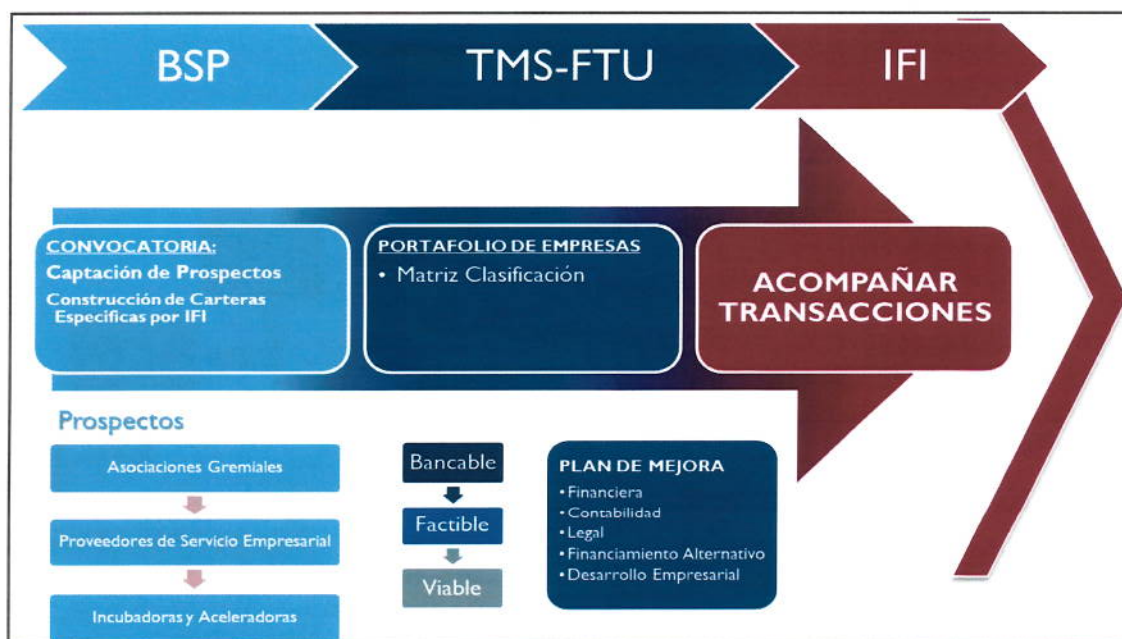 BSP
TMS-FTU
IFI
CONVOCATORIA:
Captación de Prospectos
Construcción de Carteras
Especificas por IFI
PORTAFOLIO DE EMPRESAS
• Matriz Clasificación
ACOMPAÑAR
TRANSACCIONES
Prospectos
Asociaciones Gremiales
Proveedores de Servicio Empresarial
Incubadoras y Aceleradoras
Bancable
Factible
Viable
PLAN DE MEJORA
• Financiera
• Contabilidad
• Legal
• Financiamiento Alternativo
• Desarrollo Empresarial